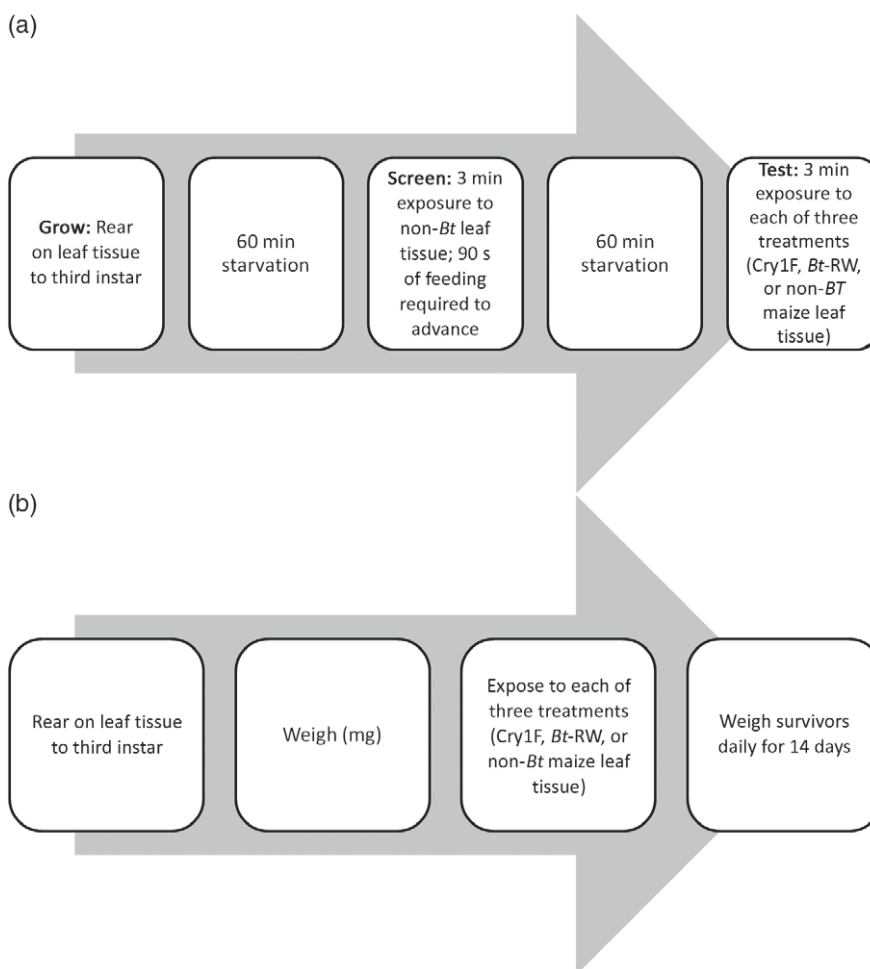 (a)
Grow: Rear
on leaf tissue
to third instar
60 min
starvation
Screen: 3 min
exposure to
non-Bt leaf
tissue; 90 s
of feeding
required to
advance
60 min
starvation
Test: 3 min
exposure to
each of three
treatments
(Cry1F, Bt-RW,
or non-BT
maize leaf
tissue)
(b)
Rear on leaf tissue
to third instar
Weigh (mg)
Expose to each of
three treatments
(Cry1F, Bt-RW, or
non-Bt maize leaf
tissue)
Weigh survivors
daily for 14 days